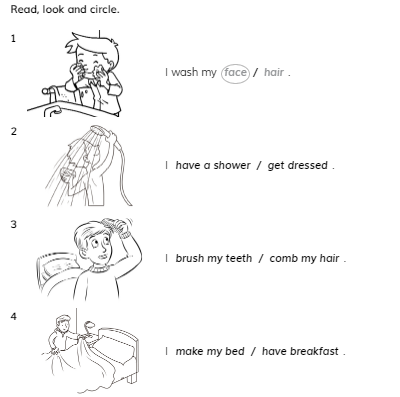 Read, look and circle.
1
I wash my face / hair .
2
I have a shower / get dressed .
3
I brush my teeth / comb my hair .
4
I make my bed / have breakfast .